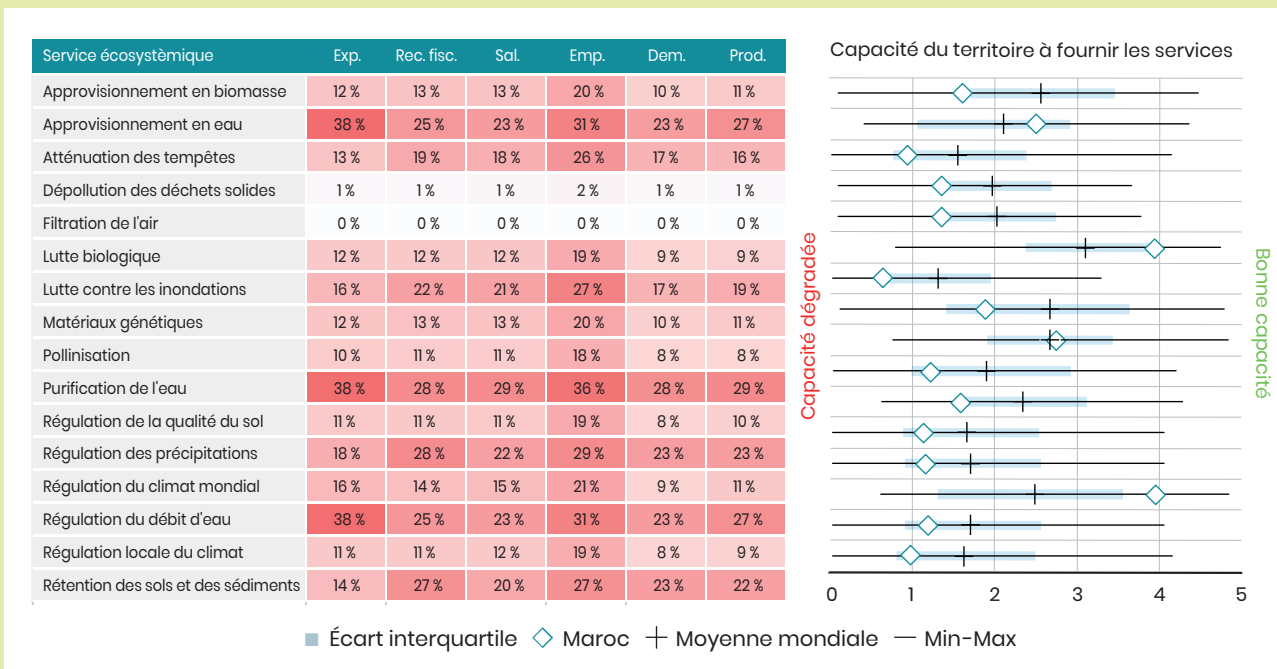 Service écosystémique Exp. Rec. fisc. Sal. Emp. Dem. Prod.
Approvisionnement en biomasse 12 % 13 % 13 % 20 % 10 % 11 %
Approvisionnement en eau 38 % 25 % 23 % 31 % 23 % 27 %
Atténuation des tempêtes 13 % 19 % 18 % 26 % 17 % 16 %
Dépollution des déchets solides 1 % 1 % 1 % 2 % 1 % 1 %
Filtration de l'air 0 % 0 % 0 % 0 % 0 % 0 %
Lutte biologique 12 % 12 % 12 % 19 % 9 % 9 %
Lutte contre les inondations 16 % 22 % 21 % 27 % 17 % 19 %
Matériaux génétiques 12 % 13 % 13 % 20 % 10 % 11 %
Pollinisation 10 % 11 % 11 % 18 % 8 % 8 %
Purification de l'eau 38 % 28 % 29 % 36 % 28 % 29 %
Régulation de la qualité du sol 11 % 11 % 11 % 19 % 8 % 10 %
Régulation des précipitations 18 % 28 % 22 % 29 % 23 % 23 %
Régulation du climat mondial 16 % 14 % 15 % 21 % 9 % 11 %
Régulation du débit d'eau 38 % 25 % 23 % 31 % 23 % 27 %
Régulation locale du climat 11 % 11 % 12 % 19 % 8 % 9 %
Rétention des sols et des sédiments 14 % 27 % 20 % 27 % 23 % 22 %
Capacité du territoire à fournir les services
Capacité dégradée
Bonne capacité
0 1 2 3 4 5
Écart interquartile Maroc Moyenne mondiale Min-Max